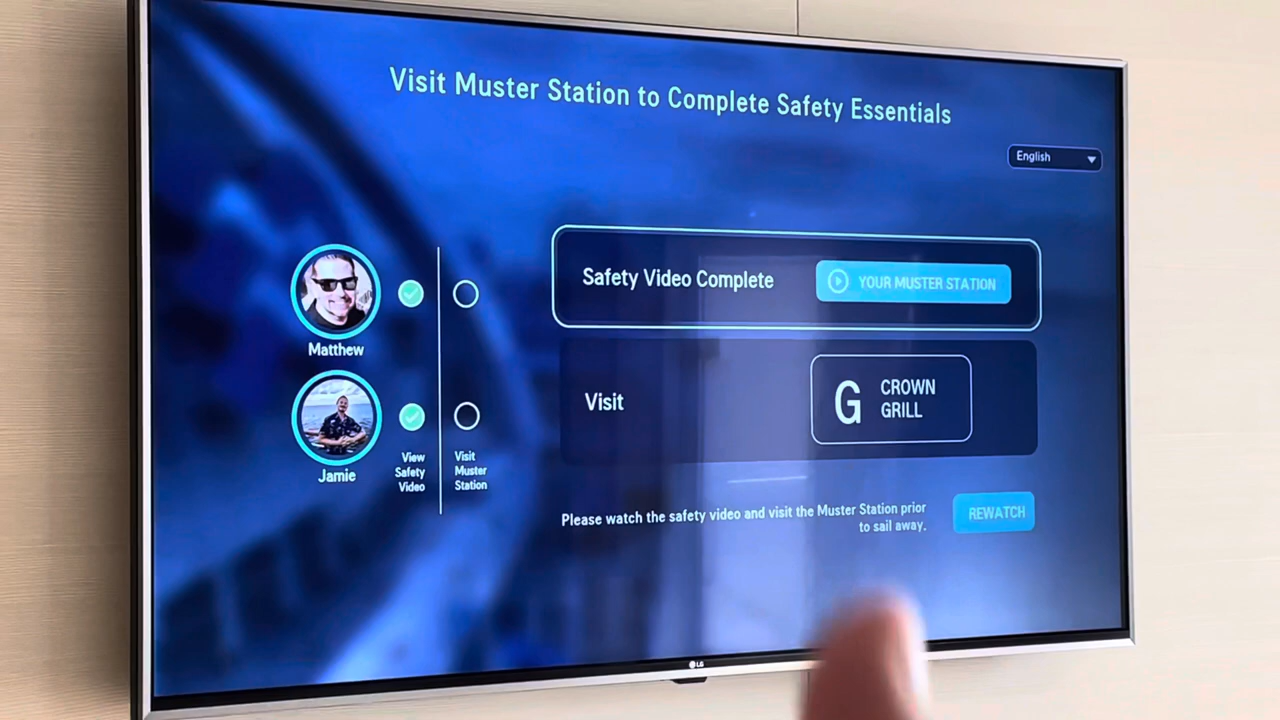 Visit Muster Station to Complete Safety Essentials
English
Matthew
Jamie
View
Safety
Video
Visit
Muster
Station
Safety Video Complete
YOUR MUSTER STATION
Visit
G
CROWN
GRILL
Please watch the safety video and visit the Muster Station prior
to sail away.
REWATCH
LG